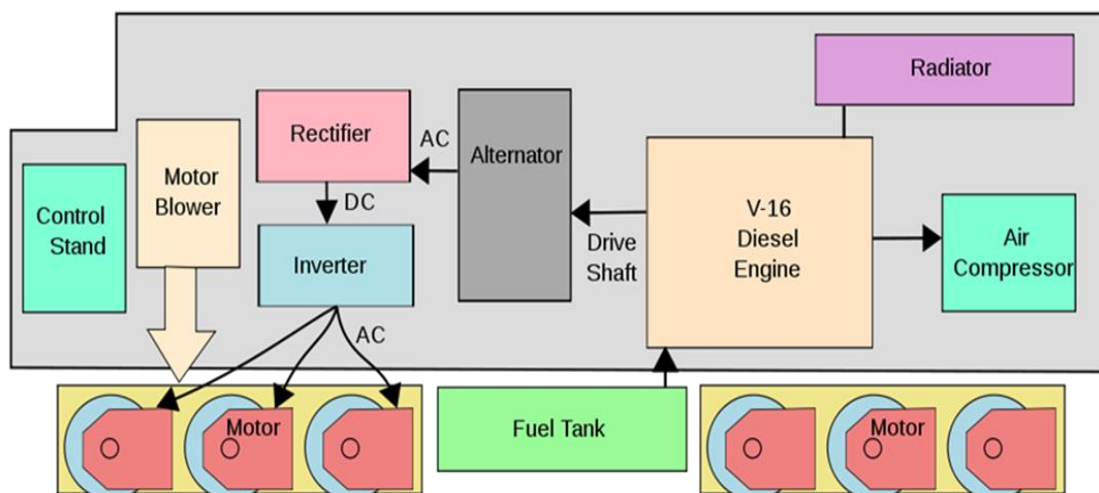 Radiator
Rectifier
AC
Alternator
Motor
Blower
DC
Control
Stand
V-16
Diesel
Engine
Drive
Shaft
Air
Compressor
Inverter
AC
Motor
Fuel Tank
Motor